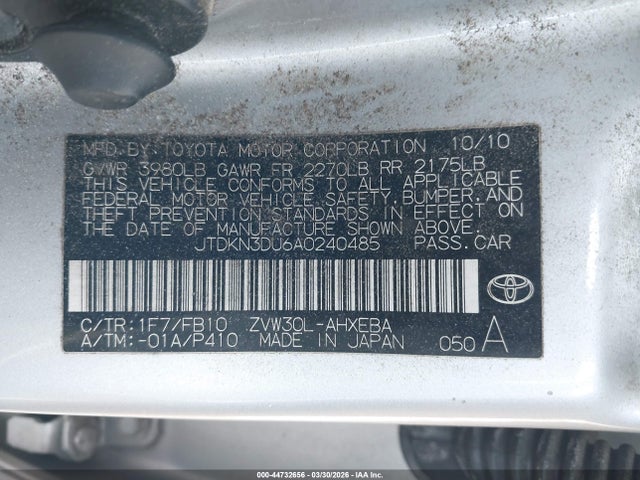 MFD.BY:TOYOTA MOTOR CORPORATION 10/10
GVWR 3980LB GAWR FR 2270LB RR 2175LB
THIS VEHICLE CONFORMS TO ALL APPLICABLE
FEDERAL MOTOR VEHICLE SAFETY,BUMPER,AND
THEFT PREVENTION STANDARDS IN EFFECT ON
THE DATE OF MANUFACTURE SHOWN ABOVE.
JTDKN3DU6A0240485 PASS.CAR
C/TR:1F7/FB10 ZVW30L-AHXEBA
A/TM:-01A/P410 MADE IN JAPAN 050 A
TOYOTA
000-44732656 - 03/30/2026 - IAA Inc.